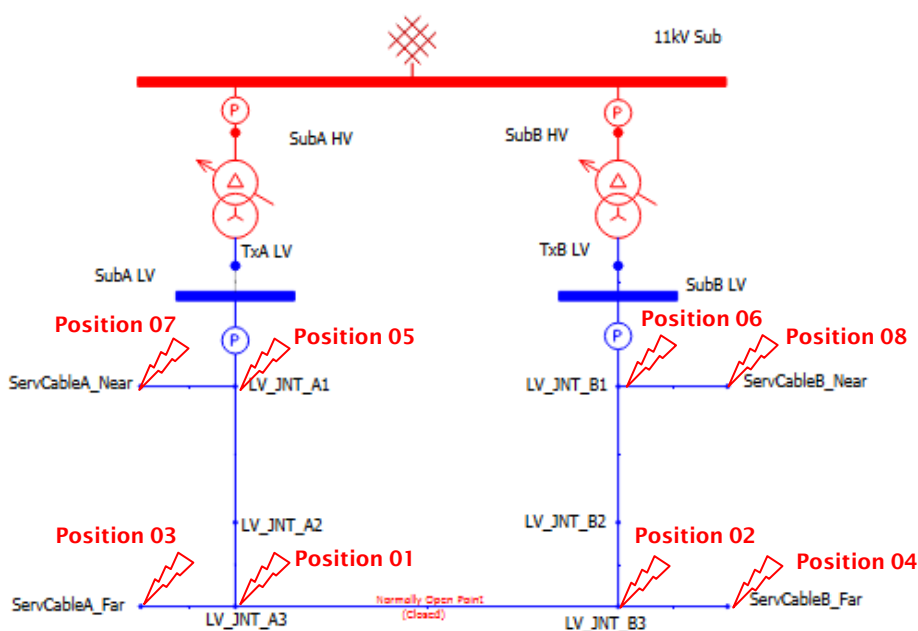 11kV Sub
P
P
SubA HV
SubB HV
TxA LV
TxB LV
SubA LV
SubB LV
Position 07
P
Position 05
P
Position 06
Position 08
ServCableA_Near
LV_JNT_A1
LV_JNT_B1
ServCableB_Near
LV_JNT_A2
LV_JNT_B2
Position 03
Position 01
Position 02
Position 04
ServCableA_Far
Normally Open Point
(Closed)
ServCableB_Far
LV_JNT_A3
LV_JNT_B3